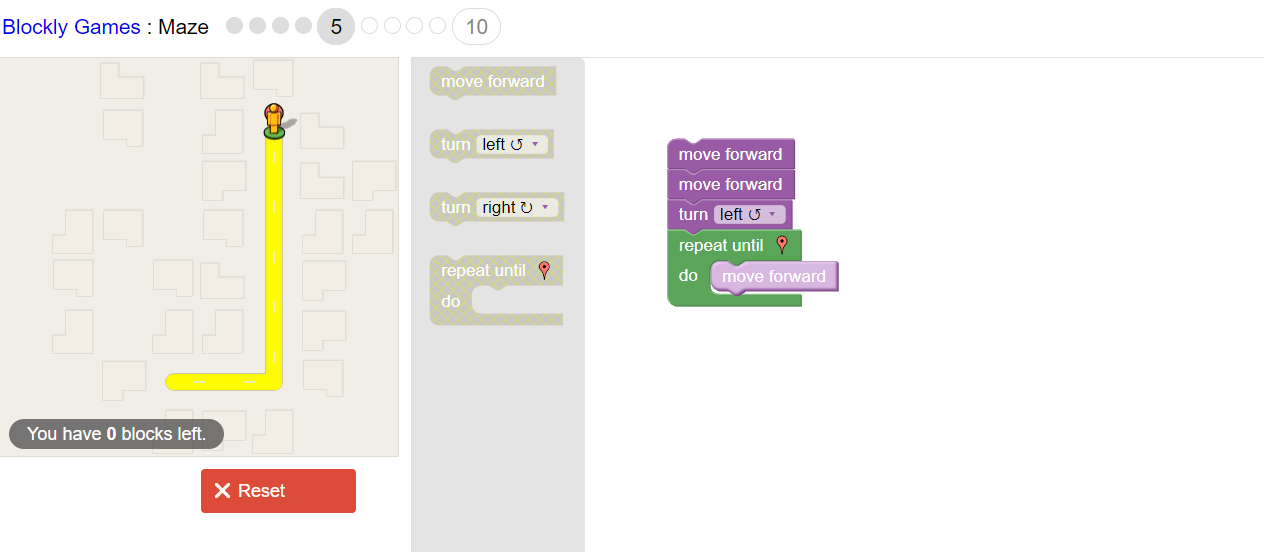 Blockly Games : Maze 5 10
move forward
turn left ↺ ▾
turn right ↻ ▾
repeat until
do
move forward
move forward
turn left ↺ ▾
repeat until
do move forward
You have 0 blocks left.
Reset